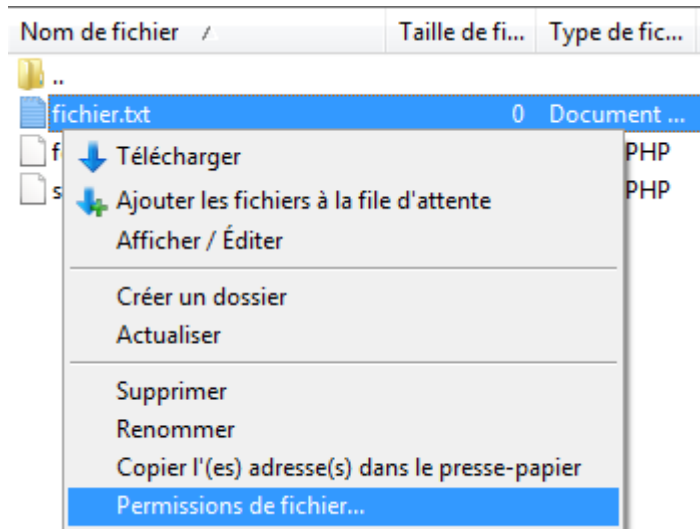 Nom de fichier / Taille de fi... Type de fic...
..
fichier.txt 0 Document ...
f PHP
s PHP
Télécharger
Ajouter les fichiers à la file d'attente
Afficher / Éditer
Créer un dossier
Actualiser
Supprimer
Renommer
Copier l'(es) adresse(s) dans le presse-papier
Permissions de fichier...